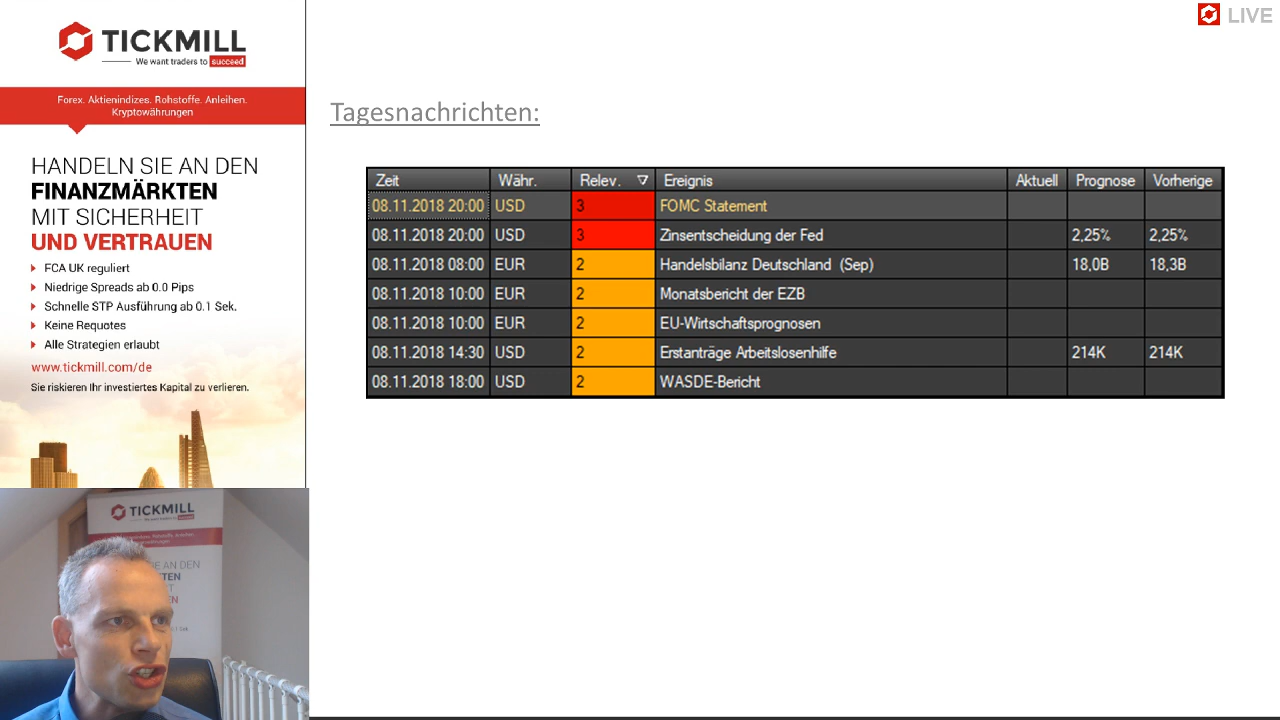 TICKMILL
We want traders to succeed
Forex. Aktienindizes. Rohstoffe. Anleihen.
Kryptowährungen
HANDELN SIE AN DEN
FINANZMÄRKTEN
MIT SICHERHEIT
UND VERTRAUEN
FCA UK reguliert
Niedrige Spreads ab 0.0 Pips
Schnelle STP Ausführung ab 0.1 Sek.
Keine Requotes
Alle Strategien erlaubt
www.tickmill.com/de
Sie riskieren Ihr investiertes Kapital zu verlieren.
LIVE
Tagesnachrichten:
Zeit Währ. Relev. Ereignis Aktuell Prognose Vorherige
08.11.2018 20:00 USD 3 FOMC Statement
08.11.2018 20:00 USD 3 Zinsentscheidung der Fed 2,25% 2,25%
08.11.2018 08:00 EUR 2 Handelsbilanz Deutschland (Sep) 18,0B 18,3B
08.11.2018 10:00 EUR 2 Monatsbericht der EZB
08.11.2018 10:00 EUR 2 EU-Wirtschaftsprognosen
08.11.2018 14:30 USD 2 Erstanträge Arbeitslosenhilfe 214K 214K
08.11.2018 18:00 USD 2 WASDE-Bericht
TICKMILL
IE AN DEN